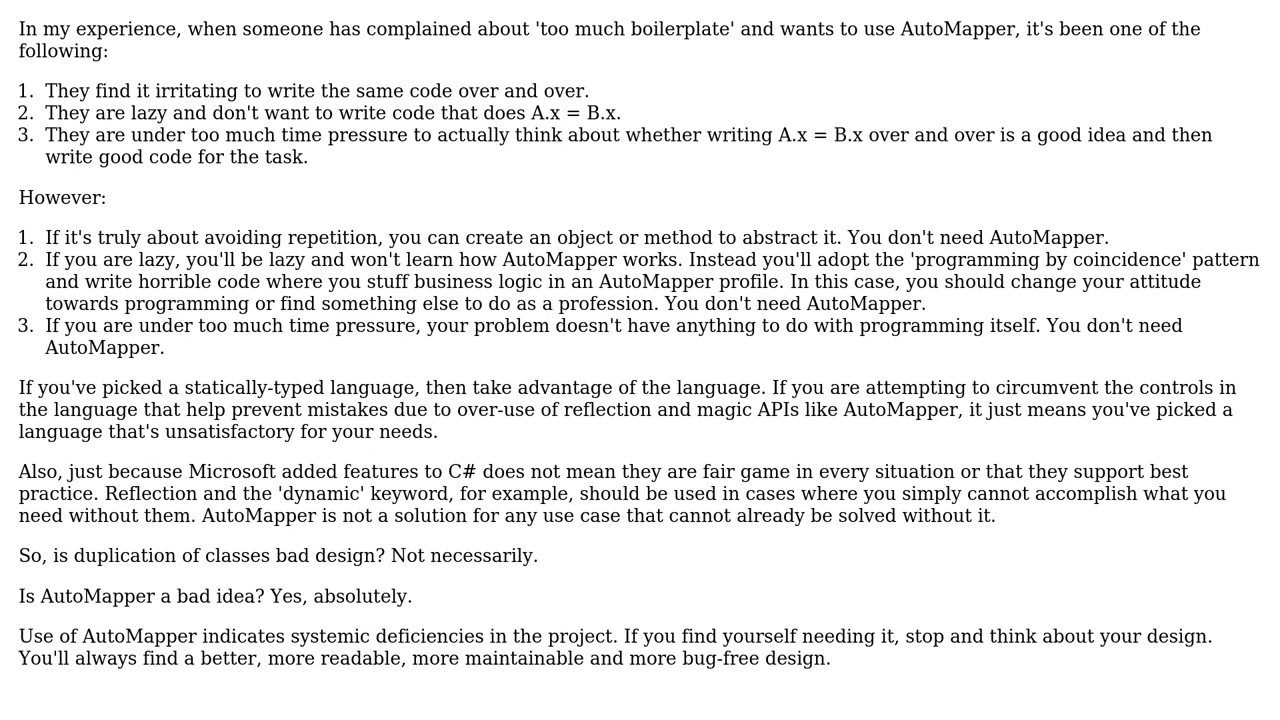 In my experience, when someone has complained about 'too much boilerplate' and wants to use AutoMapper, it's been one of the
following:
1. They find it irritating to write the same code over and over.
2. They are lazy and don't want to write code that does A.x = B.x.
3. They are under too much time pressure to actually think about whether writing A.x = B.x over and over is a good idea and then
write good code for the task.
However:
1. If it's truly about avoiding repetition, you can create an object or method to abstract it. You don't need AutoMapper.
2. If you are lazy, you'll be lazy and won't learn how AutoMapper works. Instead you'll adopt the 'programming by coincidence' pattern
and write horrible code where you stuff business logic in an AutoMapper profile. In this case, you should change your attitude
towards programming or find something else to do as a profession. You don't need AutoMapper.
3. If you are under too much time pressure, your problem doesn't have anything to do with programming itself. You don't need
AutoMapper.
If you've picked a statically-typed language, then take advantage of the language. If you are attempting to circumvent the controls in
the language that help prevent mistakes due to over-use of reflection and magic APIs like AutoMapper, it just means you've picked a
language that's unsatisfactory for your needs.
Also, just because Microsoft added features to C# does not mean they are fair game in every situation or that they support best
practice. Reflection and the 'dynamic' keyword, for example, should be used in cases where you simply cannot accomplish what you
need without them. AutoMapper is not a solution for any use case that cannot already be solved without it.
So, is duplication of classes bad design? Not necessarily.
Is AutoMapper a bad idea? Yes, absolutely.
Use of AutoMapper indicates systemic deficiencies in the project. If you find yourself needing it, stop and think about your design.
You'll always find a better, more readable, more maintainable and more bug-free design.